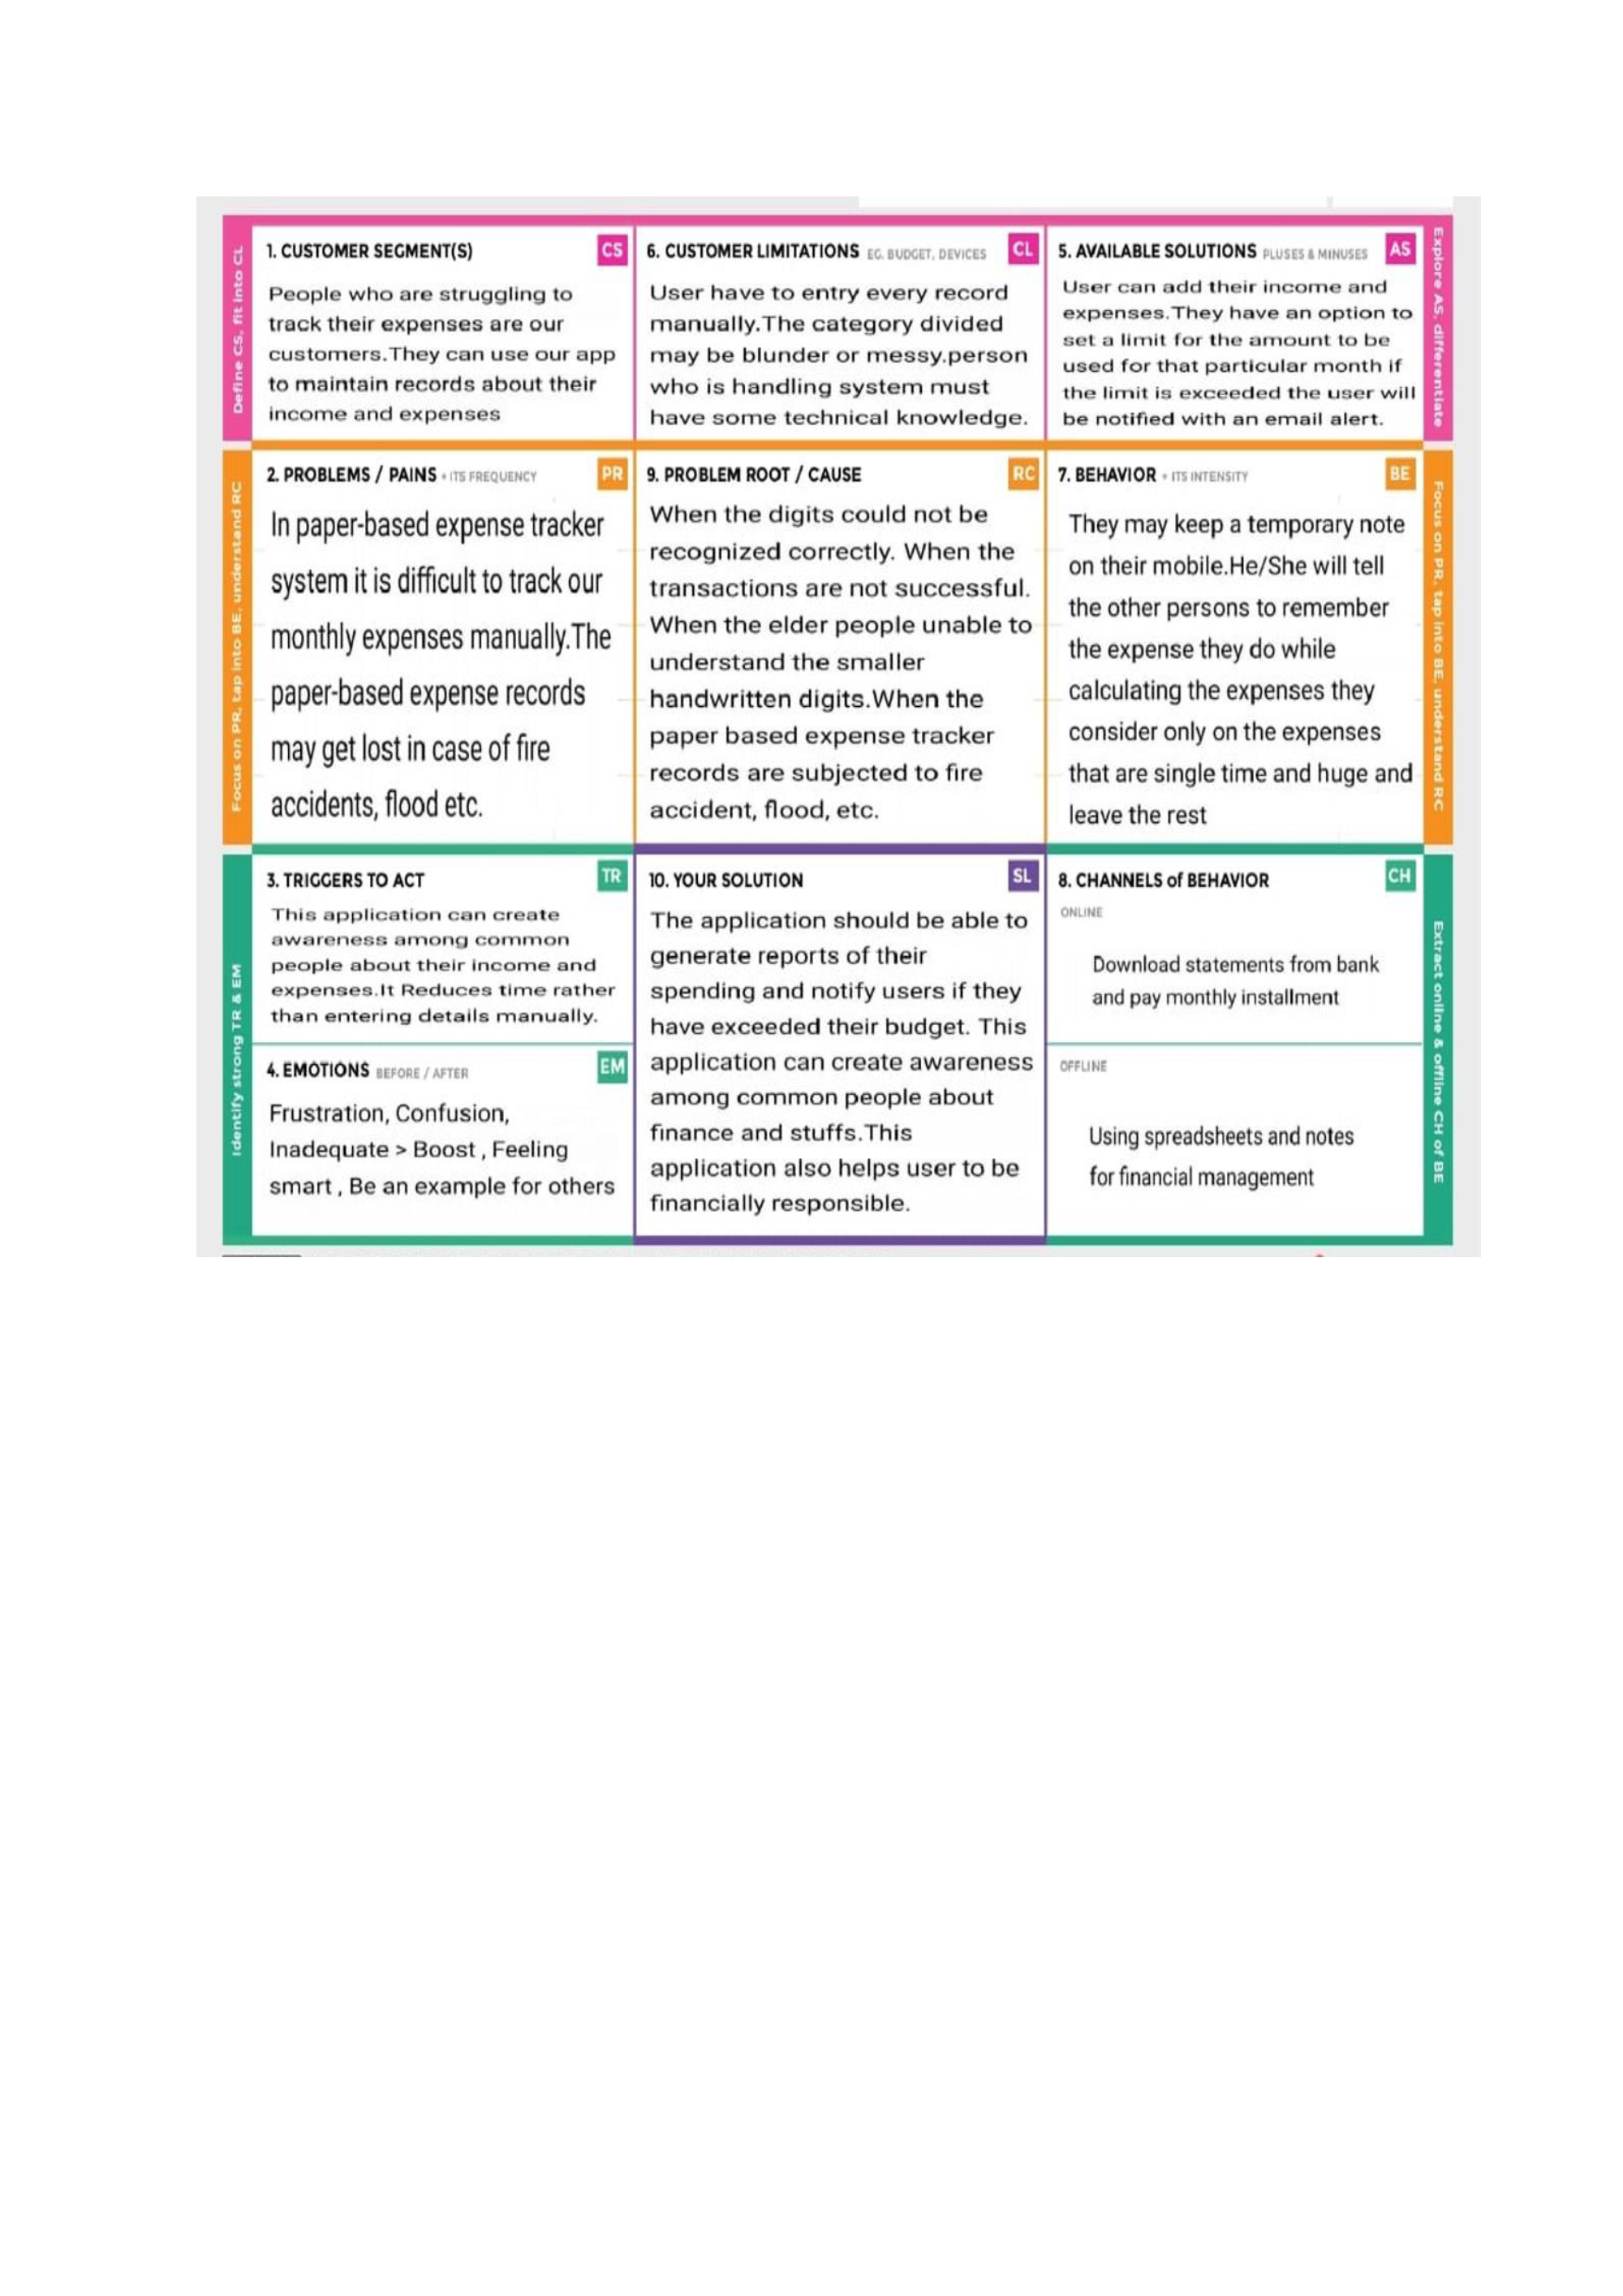 Define CS, fit into CL
1. CUSTOMER SEGMENT(S)
CS
People who are struggling to
track their expenses are our
customers.They can use our app
to maintain records about their
income and expenses
6. CUSTOMER LIMITATIONS EG. BUDGET, DEVICES
CL
User have to entry every record
manually.The category divided
may be blunder or messy.person
who is handling system must
have some technical knowledge.
5. AVAILABLE SOLUTIONS PLUSES & MINUSES
AS
User can add their income and
expenses.They have an option to
set a limit for the amount to be
used for that particular month if
the limit is exceeded the user will
be notified with an email alert.
Explore AS, differentiate
Focus on PR, tap into BE, understand RC
2. PROBLEMS / PAINS + ITS FREQUENCY
PR
In paper-based expense tracker
system it is difficult to track our
monthly expenses manually.The
paper-based expense records
may get lost in case of fire
accidents, flood etc.
9. PROBLEM ROOT / CAUSE
RC
When the digits could not be
recognized correctly. When the
transactions are not successful.
When the elder people unable to
understand the smaller
handwritten digits.When the
paper based expense tracker
records are subjected to fire
accident, flood, etc.
7. BEHAVIOR + ITS INTENSITY
BE
They may keep a temporary note
on their mobile.He/She will tell
the other persons to remember
the expense they do while
calculating the expenses they
consider only on the expenses
that are single time and huge and
leave the rest
Focus on PR, tap into BE, understand RC
Identify strong TR & EM
3. TRIGGERS TO ACT
TR
This application can create
awareness among common
people about their income and
expenses.It Reduces time rather
than entering details manually.
4. EMOTIONS BEFORE / AFTER
EM
Frustration, Confusion,
Inadequate > Boost , Feeling
smart , Be an example for others
10. YOUR SOLUTION
SL
The application should be able to
generate reports of their
spending and notify users if they
have exceeded their budget. This
application can create awareness
among common people about
finance and stuffs.This
application also helps user to be
financially responsible.
8. CHANNELS of BEHAVIOR
CH
ONLINE
Download statements from bank
and pay monthly installment
OFFLINE
Using spreadsheets and notes
for financial management
Extract online & offline CH of BE